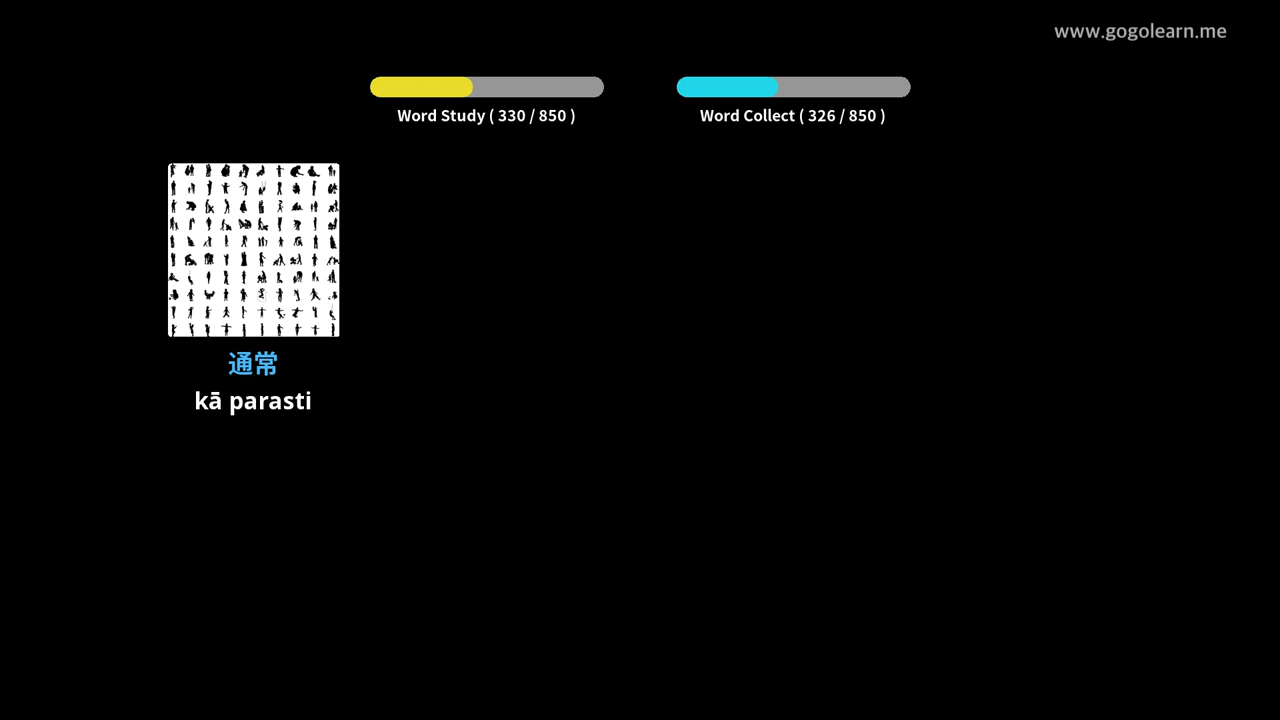 www.gogolearn.me
Word Study ( 330 / 850 )
Word Collect ( 326 / 850 )
通常
kā parasti